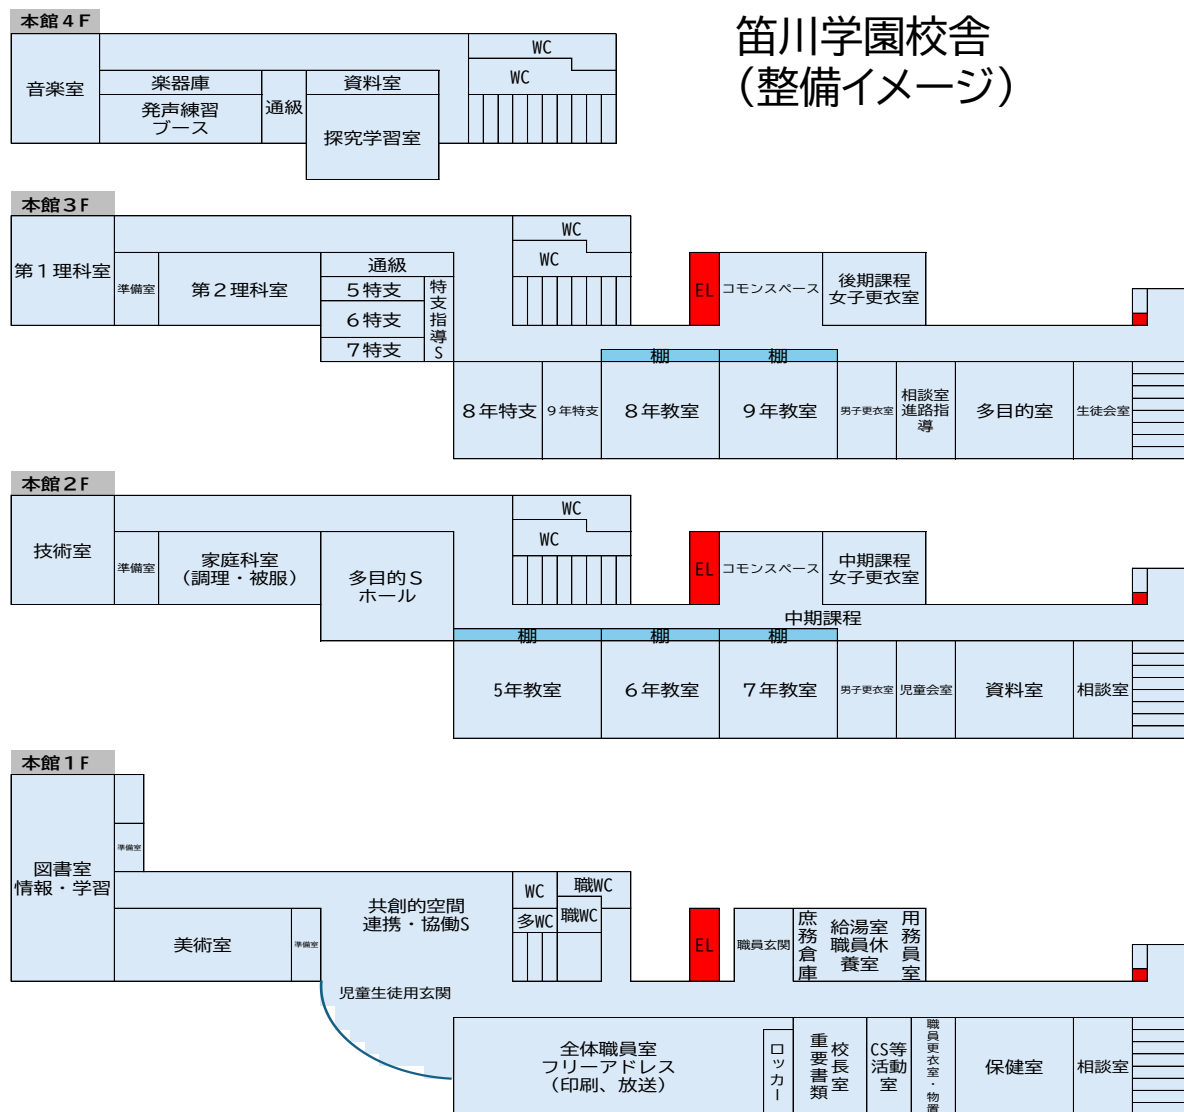 笛川学園校舎
（整備イメージ）
本館４Ｆ
音楽室
楽器庫
発声練習
ブース
通級
資料室
探究学習室
WC
WC
本館３Ｆ
第１理科室
準備室
第２理科室
通級
５特支
６特支
７特支
特支指導S
WC
WC
EL
コモンスペース
後期課程
女子更衣室
棚
棚
８年特支
９年特支
８年教室
９年教室
男子更衣室
相談室
進路指
導
多目的室
生徒会室
本館２Ｆ
技術室
準備室
家庭科室
（調理・被服）
多目的Ｓ
ホール
WC
WC
EL
コモンスペース
中期課程
女子更衣室
中期課程
棚
棚
棚
5年教室
６年教室
７年教室
男子更衣室
児童会室
資料室
相談室
本館１Ｆ
図書室
情報・学習
準備室
美術室
準備室
共創的空間
連携・協働S
児童生徒用玄関
WC
多WC
職WC
職WC
EL
職員玄関
庶務倉庫
給湯室
職員休
養室
用務員室
全体職員室
フリーアドレス
（印刷、放送）
ロッカー
重要書類
校長室
CS等
活動
室
職員更衣室・物置
保健室
相談室